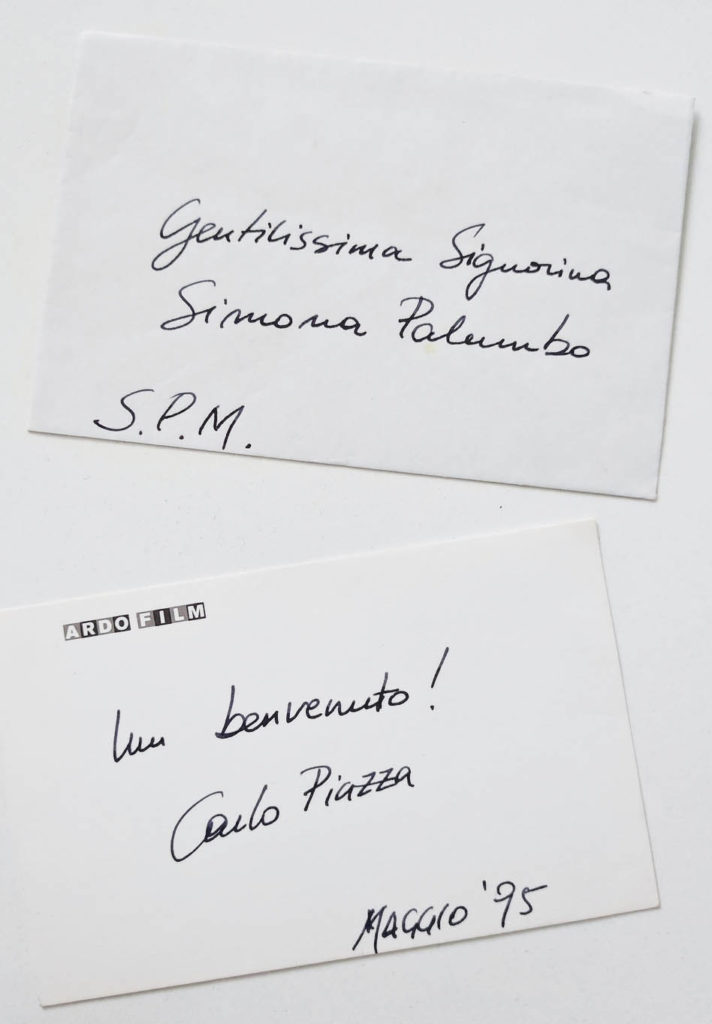 Gentilissima Signorina
Simona Palumbo
S.P.M.
ARDO FILM
Un benvenuto!
Carlo Piazza
MAGGIO '95